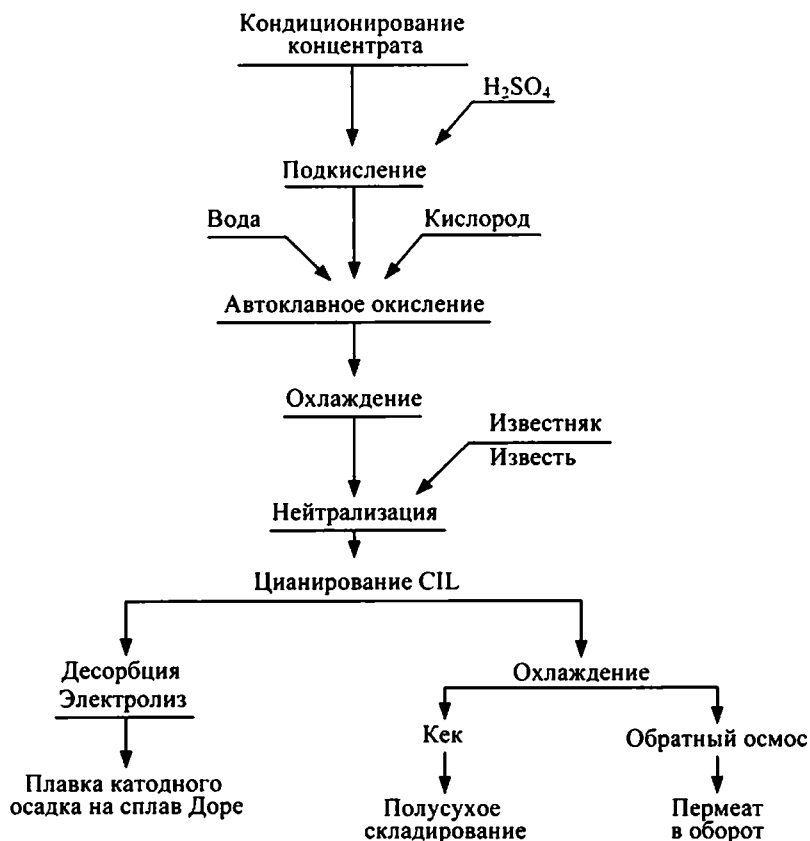 Кондиционирование
концентрата
H₂SO₄
Подкисление
Вода
Кислород
Автоклавное окисление
Охлаждение
Известняк
Известь
Нейтрализация
Цианирование CIL
Десорбция
Электролиз
Охлаждение
Кек
Обратный осмос
Плавка катодного
осадка на сплав Доре
Полусухое
складирование
Пермеат
в оборот